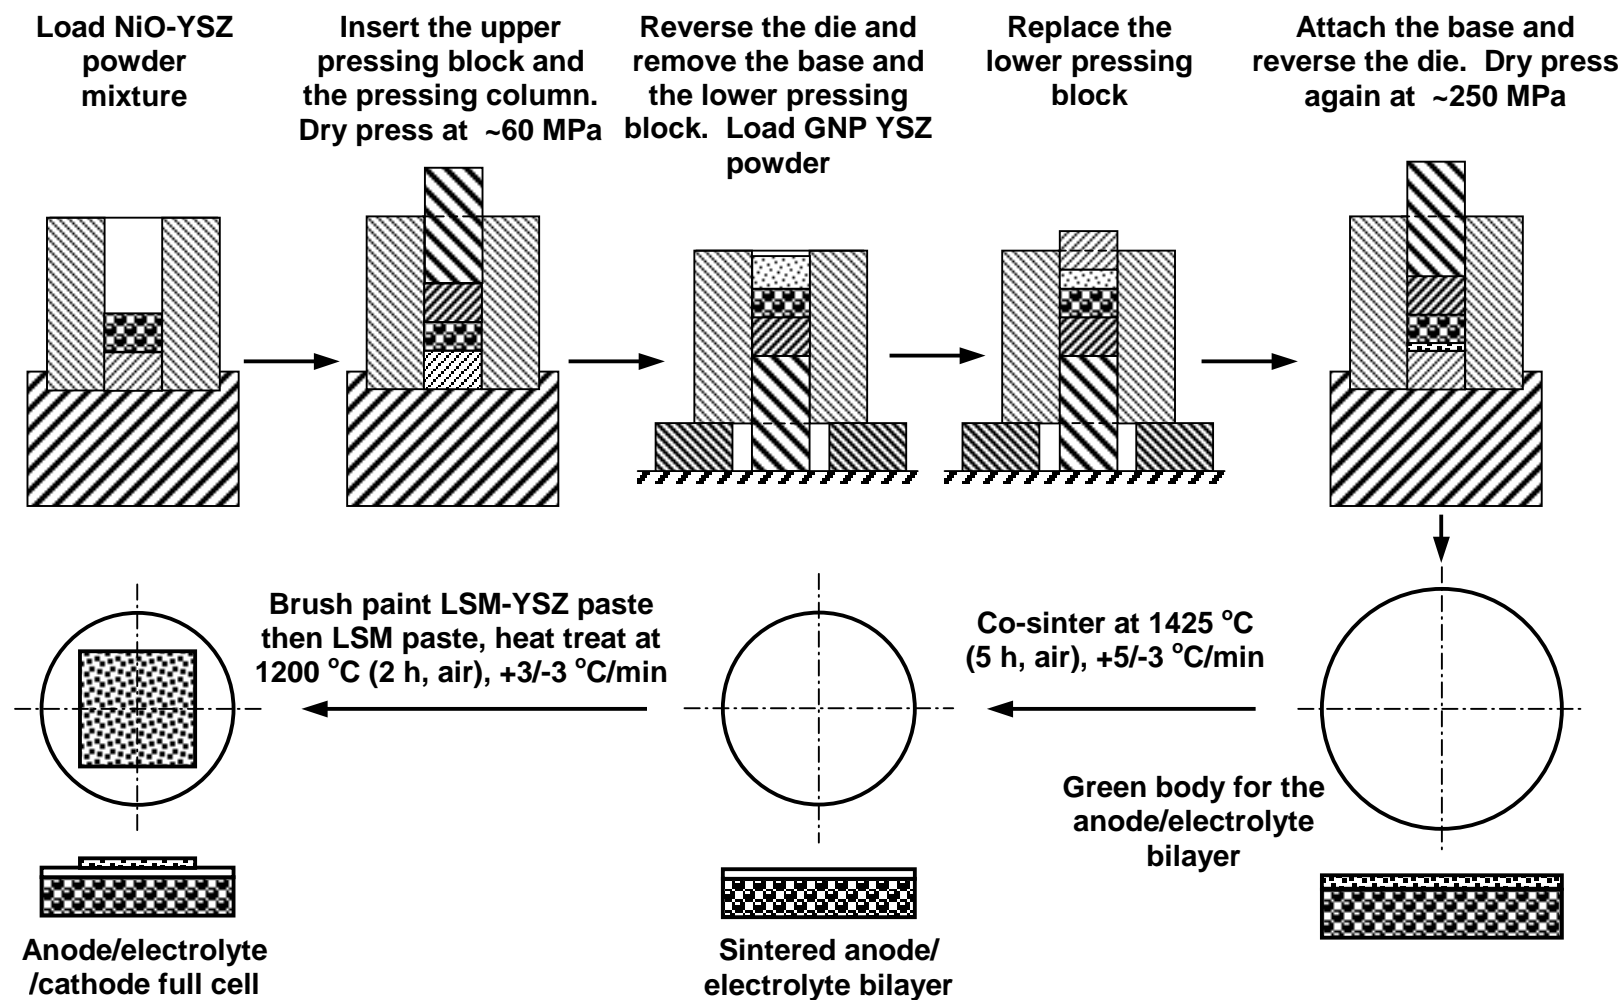 Load NiO-YSZ
powder
mixture
Insert the upper
pressing block and
the pressing column.
Dry press at ~60 MPa
Reverse the die and
remove the base and
the lower pressing
block. Load GNP YSZ
powder
Replace the
lower pressing
block
Attach the base and
reverse the die. Dry press
again at ~250 MPa
Brush paint LSM-YSZ paste
then LSM paste, heat treat at
1200 °C (2 h, air), +3/-3 °C/min
Co-sinter at 1425 °C
(5 h, air), +5/-3 °C/min
Green body for the
anode/electrolyte
bilayer
Anode/electrolyte
/cathode full cell
Sintered anode/
electrolyte bilayer